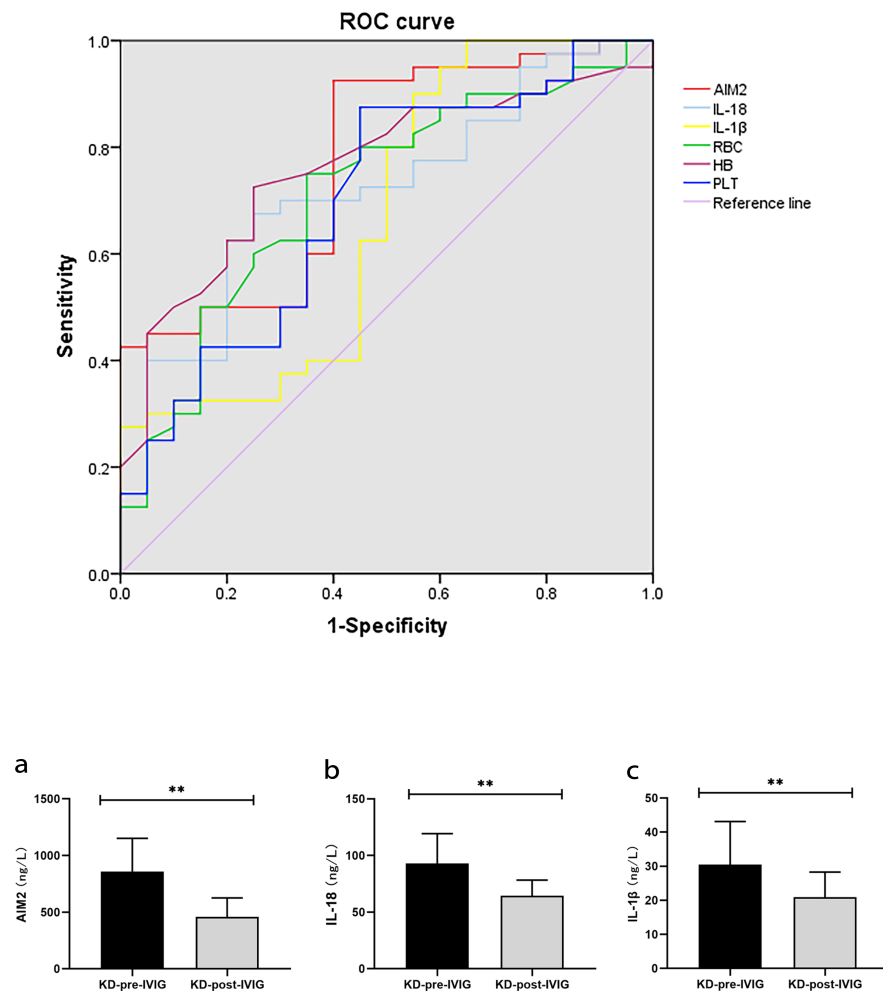 ROC curve
1.0
0.8
0.6
0.4
0.2
0.0
Sensitivity
0.0 0.2 0.4 0.6 0.8 1.0
1-Specificity
AIM2
IL-18
IL-1β
RBC
HB
PLT
Reference line
a
**
1500
1000
500
0
AIM2（ng/L）
KD-pre-IVIG KD-post-IVIG
b
**
150
100
50
0
IL-18（ng/L）
KD-pre-IVIG KD-post-IVIG
c
**
50
40
30
20
10
0
IL-1β（ng/L）
KD-pre-IVIG KD-post-IVIG